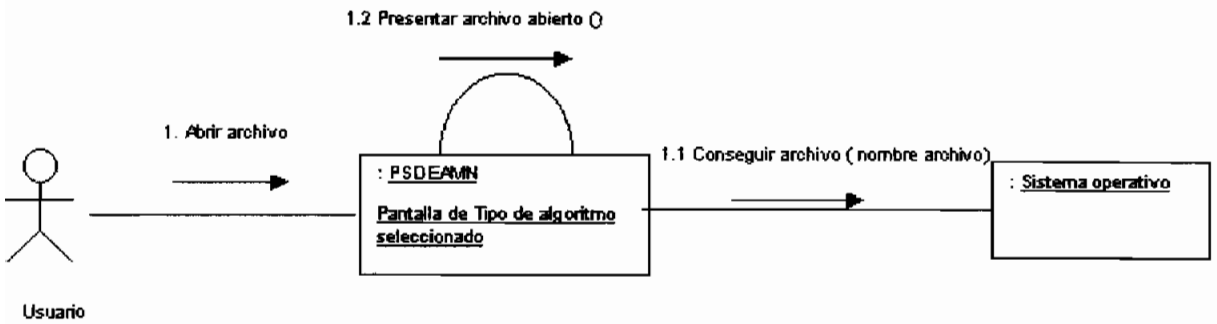 1.2 Presentar archivo abierto ()
1. Abrir archivo
1.1 Conseguir archivo ( nombre archivo)
: PSDEAMN
Pantalla de Tipo de algoritmo
seleccionado
: Sistema operativo
Usuario